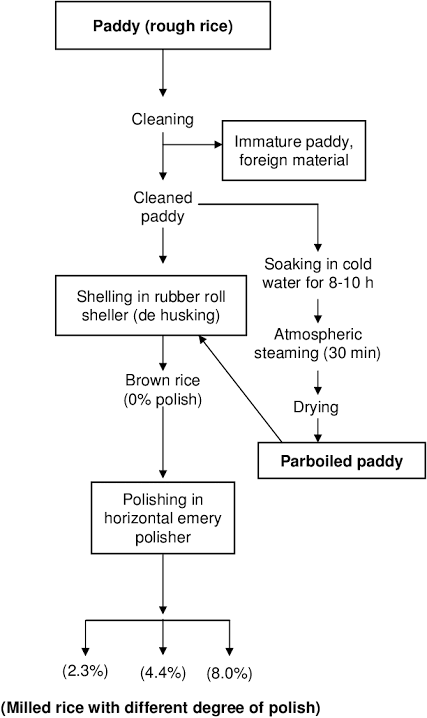 Paddy (rough rice)
Cleaning
Immature paddy,
foreign material
Cleaned
paddy
Soaking in cold
water for 8-10 h
Shelling in rubber roll
sheller (de husking)
Atmospheric
steaming (30 min)
Brown rice
(0% polish)
Drying
Parboiled paddy
Polishing in
horizontal emery
polisher
(2.3%)
(4.4%)
(8.0%)
(Milled rice with different degree of polish)